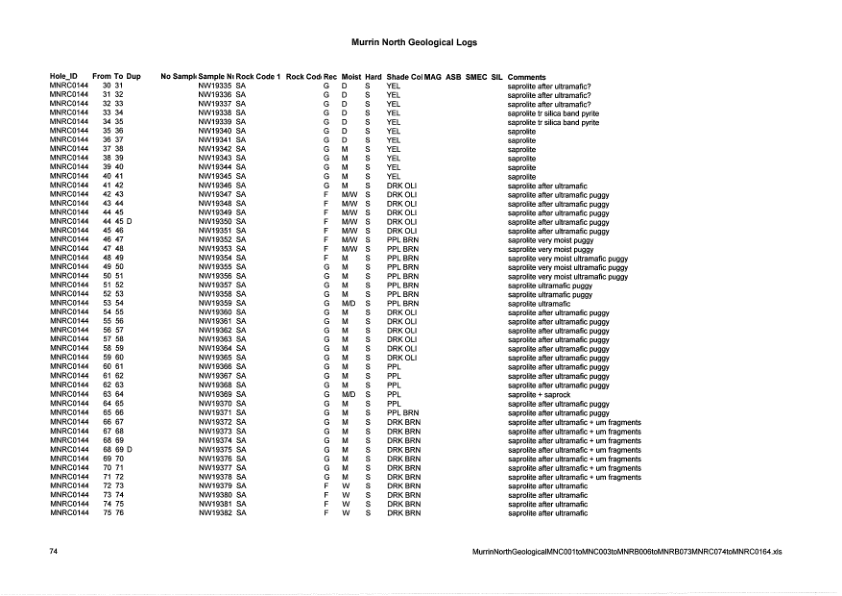 Murrin North Geological Logs
Hole_ID From To Dup No Sampl Sample Nu Rock Code 1 Rock Cod Rec Moist Hard Shade Col MAG ASB SMEC SIL Comments
MNRC0144 30 31 NW19335 SA G D S YEL saprolite after ultramafic?
MNRC0144 31 32 NW19336 SA G D S YEL saprolite after ultramafic?
MNRC0144 32 33 NW19337 SA G D S YEL saprolite after ultramafic?
MNRC0144 33 34 NW19338 SA G D S YEL saprolite tr silica band pyrite
MNRC0144 34 35 NW19339 SA G D S YEL saprolite tr silica band pyrite
MNRC0144 35 36 NW19340 SA G D S YEL saprolite
MNRC0144 36 37 NW19341 SA G D S YEL saprolite
MNRC0144 37 38 NW19342 SA G M S YEL saprolite
MNRC0144 38 39 NW19343 SA G M S YEL saprolite
MNRC0144 39 40 NW19344 SA G M S YEL saprolite
MNRC0144 40 41 NW19345 SA G M S YEL saprolite
MNRC0144 41 42 NW19346 SA G M S DRK OLI saprolite after ultramafic
MNRC0144 42 43 NW19347 SA F M/W S DRK OLI saprolite after ultramafic puggy
MNRC0144 43 44 NW19348 SA F M/W S DRK OLI saprolite after ultramafic puggy
MNRC0144 44 45 NW19349 SA F M/W S DRK OLI saprolite after ultramafic puggy
MNRC0144 44 45 D NW19350 SA F M/W S DRK OLI saprolite after ultramafic puggy
MNRC0144 45 46 NW19351 SA F M/W S DRK OLI saprolite after ultramafic puggy
MNRC0144 46 47 NW19352 SA F M/W S PPL BRN saprolite very moist puggy
MNRC0144 47 48 NW19353 SA F M/W S PPL BRN saprolite very moist puggy
MNRC0144 48 49 NW19354 SA F M S PPL BRN saprolite very moist ultramafic puggy
MNRC0144 49 50 NW19355 SA G M S PPL BRN saprolite very moist ultramafic puggy
MNRC0144 50 51 NW19356 SA G M S PPL BRN saprolite very moist ultramafic puggy
MNRC0144 51 52 NW19357 SA G M S PPL BRN saprolite ultramafic puggy
MNRC0144 52 53 NW19358 SA G M S PPL BRN saprolite ultramafic puggy
MNRC0144 53 54 NW19359 SA G M/D S PPL BRN saprolite ultramafic
MNRC0144 54 55 NW19360 SA G M S DRK OLI saprolite after ultramafic puggy
MNRC0144 55 56 NW19361 SA G M S DRK OLI saprolite after ultramafic puggy
MNRC0144 56 57 NW19362 SA G M S DRK OLI saprolite after ultramafic puggy
MNRC0144 57 58 NW19363 SA G M S DRK OLI saprolite after ultramafic puggy
MNRC0144 58 59 NW19364 SA G M S DRK OLI saprolite after ultramafic puggy
MNRC0144 59 60 NW19365 SA G M S DRK OLI saprolite after ultramafic puggy
MNRC0144 60 61 NW19366 SA G M S PPL saprolite after ultramafic puggy
MNRC0144 61 62 NW19367 SA G M S PPL saprolite after ultramafic puggy
MNRC0144 62 63 NW19368 SA G M S PPL saprolite after ultramafic puggy
MNRC0144 63 64 NW19369 SA G M/D S PPL saprolite + saprock
MNRC0144 64 65 NW19370 SA G M S PPL saprolite after ultramafic puggy
MNRC0144 65 66 NW19371 SA G M S PPL BRN saprolite after ultramafic puggy
MNRC0144 66 67 NW19372 SA G M S DRK BRN saprolite after ultramafic + um fragments
MNRC0144 67 68 NW19373 SA G M S DRK BRN saprolite after ultramafic + um fragments
MNRC0144 68 69 NW19374 SA G M S DRK BRN saprolite after ultramafic + um fragments
MNRC0144 68 69 D NW19375 SA G M S DRK BRN saprolite after ultramafic + um fragments
MNRC0144 69 70 NW19376 SA G M S DRK BRN saprolite after ultramafic + um fragments
MNRC0144 70 71 NW19377 SA G M S DRK BRN saprolite after ultramafic + um fragments
MNRC0144 71 72 NW19378 SA G M S DRK BRN saprolite after ultramafic + um fragments
MNRC0144 72 73 NW19379 SA F W S DRK BRN saprolite after ultramafic
MNRC0144 73 74 NW19380 SA F W S DRK BRN saprolite after ultramafic
MNRC0144 74 75 NW19381 SA F W S DRK BRN saprolite after ultramafic
MNRC0144 75 76 NW19382 SA F W S DRK BRN saprolite after ultramafic
74 MurrinNorthGeologicalMNC001toMNC003toMNRB006toMNRB073MNRC074toMNRC0164.xls